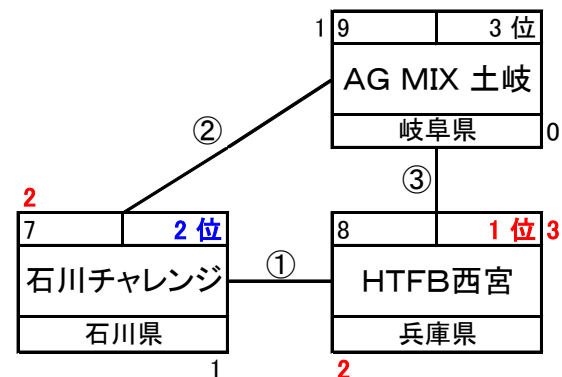 1
9 3 位
AG MIX 土岐
岐阜県 0
②
③
2
7 2 位
石川チャレンジ
石川県
1
①
8 1 位 3
HTFB西宮
兵庫県
2